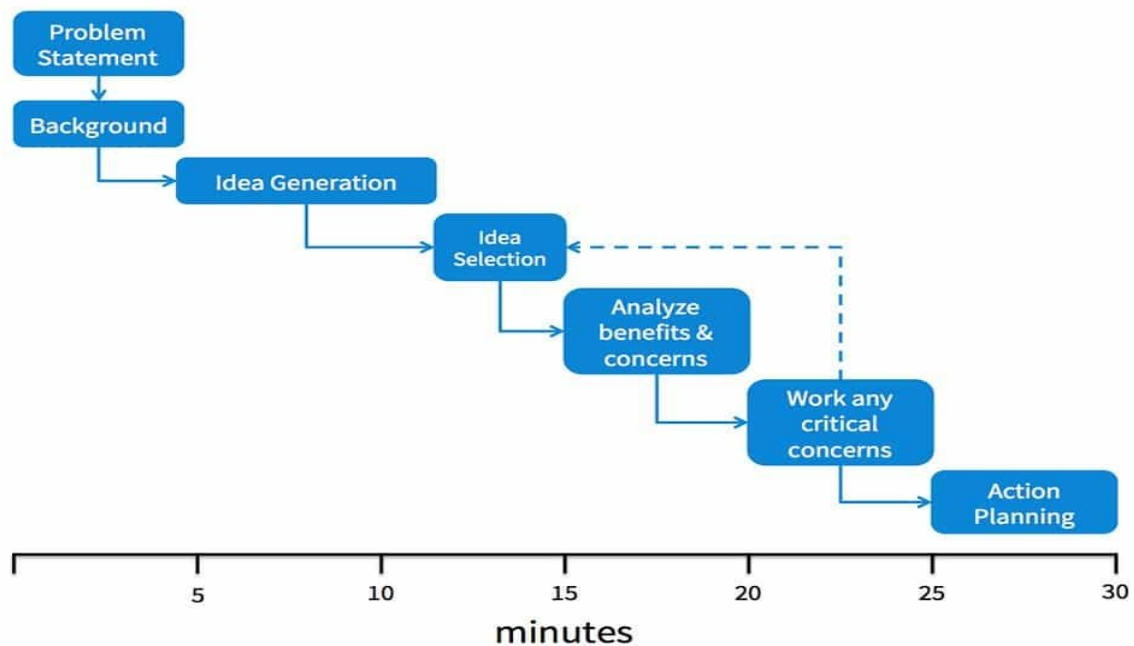 Problem
Statement
Background
Idea Generation
Idea
Selection
Analyze
benefits &
concerns
Work any
critical
concerns
Action
Planning
5 10 15 20 25 30
minutes